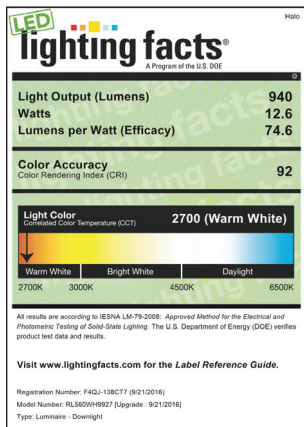 Halo
LED
lighting facts®
A Program of the U.S. DOE
Light Output (Lumens) 940
Watts 12.6
Lumens per Watt (Efficacy) 74.6
Color Accuracy
Color Rendering Index (CRI) 92
Light Color
Correlated Color Temperature (CCT) 2700 (Warm White)
Warm White Bright White Daylight
2700K 3000K 4500K 6500K
All results are according to IESNA LM-79-2008: Approved Method for the Electrical and
Photometric Testing of Solid-State Lighting. The U.S. Department of Energy (DOE) verifies
product test data and results.
Visit www.lightingfacts.com for the Label Reference Guide.
Registration Number: F4QJ-138CT7 (9/21/2016)
Model Number: RL560WH9927 [Upgrade : 9/21/2016]
Type: Luminaire - Downlight